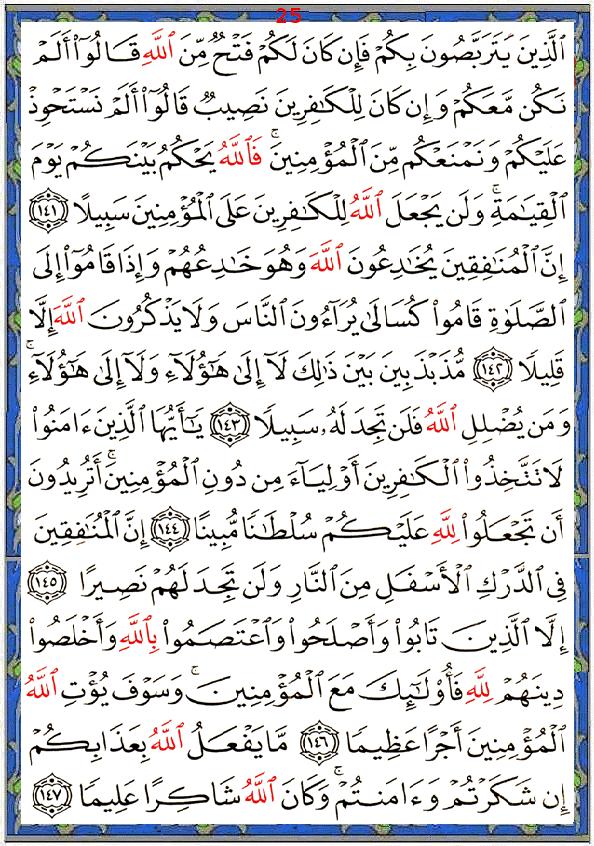 25
ٱلَّذِينَ يَتَرَبَّصُونَ بِكُمْ فَإِن كَانَ لَكُمْ فَتْحٌ مِّنَ ٱللَّهِ قَالُوٓا۟ أَلَمْ
نَكُن مَّعَكُمْ وَإِن كَانَ لِلْكَـٰفِرِينَ نَصِيبٌ قَالُوٓا۟ أَلَمْ نَسْتَحْوِذْ
عَلَيْكُمْ وَنَمْنَعْكُم مِّنَ ٱلْمُؤْمِنِينَ ۚ فَٱللَّهُ يَحْكُمُ بَيْنَكُمْ يَوْمَ
ٱلْقِيَـٰمَةِ ۗ وَلَن يَجْعَلَ ٱللَّهُ لِلْكَـٰفِرِينَ عَلَى ٱلْمُؤْمِنِينَ سَبِيلًا ١٤١
إِنَّ ٱلْمُنَـٰفِقِينَ يُخَـٰدِعُونَ ٱللَّهَ وَهُوَ خَـٰدِعُهُمْ وَإِذَا قَامُوٓا۟ إِلَى
ٱلصَّلَوٰةِ قَامُوا۟ كُسَالَىٰ يُرَآءُونَ ٱلنَّاسَ وَلَا يَذْكُرُونَ ٱللَّهَ إِلَّا
قَلِيلًا ١٤٢ مُّذَبْذَبِينَ بَيْنَ ذَٰلِكَ لَآ إِلَىٰ هَـٰٓؤُلَآءِ وَلَآ إِلَىٰ هَـٰٓؤُلَآءِ ۚ
وَمَن يُضْلِلِ ٱللَّهُ فَلَن تَجِدَ لَهُۥ سَبِيلًا ١٤٣ يَـٰٓأَيُّهَا ٱلَّذِينَ ءَامَنُوا۟
لَا تَتَّخِذُوا۟ ٱلْكَـٰفِرِينَ أَوْلِيَآءَ مِن دُونِ ٱلْمُؤْمِنِينَ ۚ أَتُرِيدُونَ
أَن تَجْعَلُوا۟ لِلَّهِ عَلَيْكُمْ سُلْطَـٰنًا مُّبِينًا ١٤٤ إِنَّ ٱلْمُنَـٰفِقِينَ
فِى ٱلدَّرْكِ ٱلْأَسْفَلِ مِنَ ٱلنَّارِ وَلَن تَجِدَ لَهُمْ نَصِيرًا ١٤٥
إِلَّا ٱلَّذِينَ تَابُوا۟ وَأَصْلَحُوا۟ وَٱعْتَصَمُوا۟ بِٱللَّهِ وَأَخْلَصُوا۟
دِينَهُمْ لِلَّهِ فَأُو۟لَـٰٓئِكَ مَعَ ٱلْمُؤْمِنِينَ ۖ وَسَوْفَ يُؤْتِ ٱللَّهُ
ٱلْمُؤْمِنِينَ أَجْرًا عَظِيمًا ١٤٦ مَّا يَفْعَلُ ٱللَّهُ بِعَذَابِكُمْ
إِن شَكَرْتُمْ وَءَامَنتُمْ ۚ وَكَانَ ٱللَّهُ شَاكِرًا عَلِيمًا ١٤٧